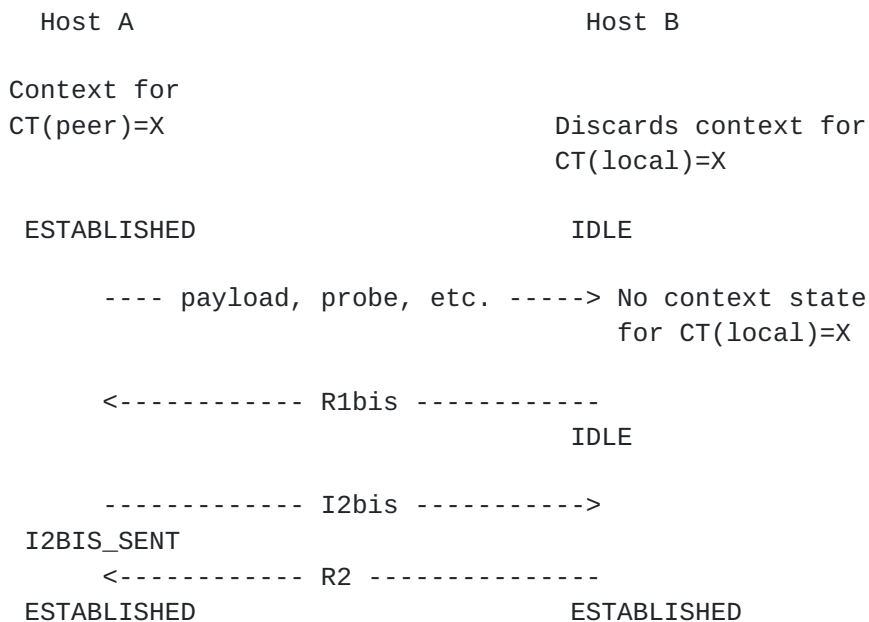 Host A                             Host B
Context for
CT(peer)=X                         Discards context for
                                   CT(local)=X
ESTABLISHED                        IDLE
---- payload, probe, etc. -----> No context state
                                 for CT(local)=X
<------------ R1bis ------------
                                   IDLE
------------- I2bis ----------->
I2BIS_SENT
<------------ R2 ---------------
ESTABLISHED                        ESTABLISHED